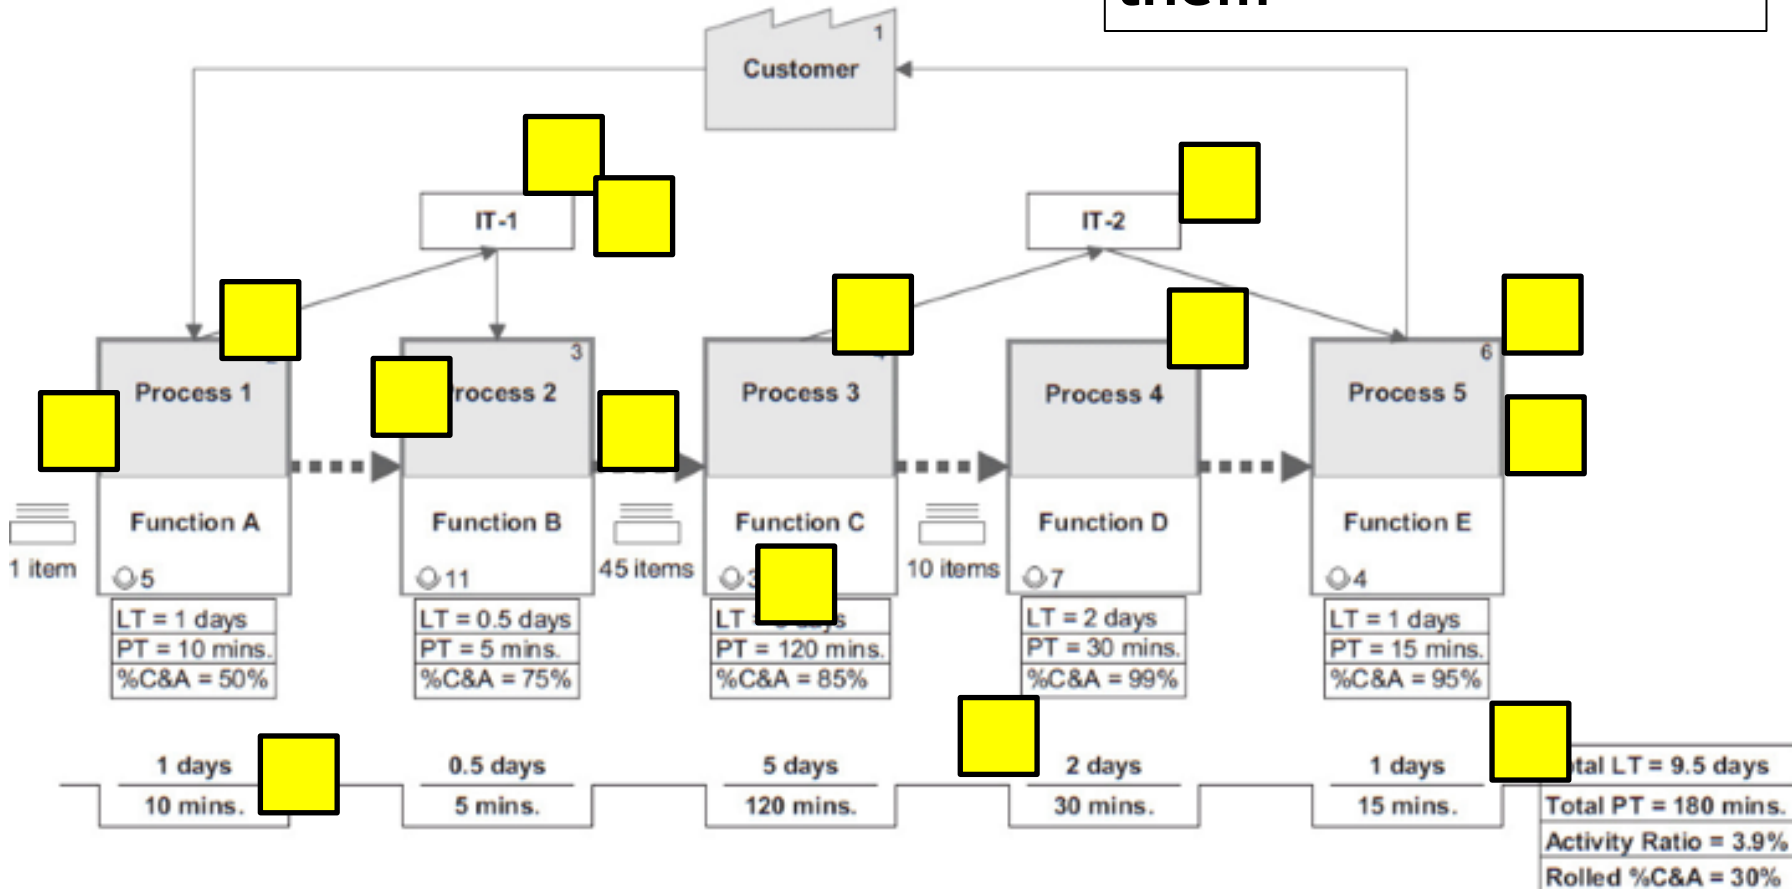 them
1
Customer
IT-1
IT-2
3
6
Process 1
rocess 2
Process 3
Process 4
Process 5
Function A
Function B
Function C
Function D
Function E
1 item
45 items
10 items
5
11
3
7
4
LT = 1 days
PT = 10 mins.
%C&A = 50%
LT = 0.5 days
PT = 5 mins.
%C&A = 75%
LT
PT = 120 mins.
%C&A = 85%
LT = 2 days
PT = 30 mins.
%C&A = 99%
LT = 1 days
PT = 15 mins.
%C&A = 95%
1 days
0.5 days
5 days
2 days
1 days
10 mins.
5 mins.
120 mins.
30 mins.
15 mins.
otal LT = 9.5 days
Total PT = 180 mins.
Activity Ratio = 3.9%
Rolled %C&A = 30%